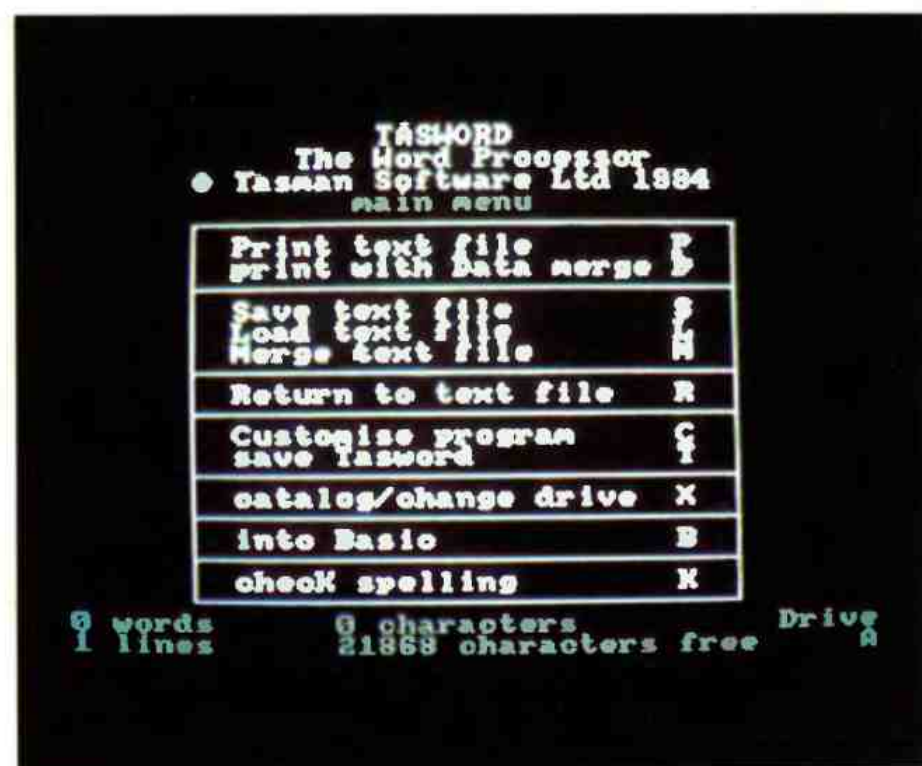 TASWORD
The Word Processor
● Tasman Software Ltd 1984
main menu
Print text file P
print with Data merge D
Save text file S
Load text file L
Merge text file M
Return to text file R
Customise program C
save Tasword T
catalog/change drive X
into Basic B
checK spelling K
0 words 0 characters Drive
1 lines 21868 characters free A